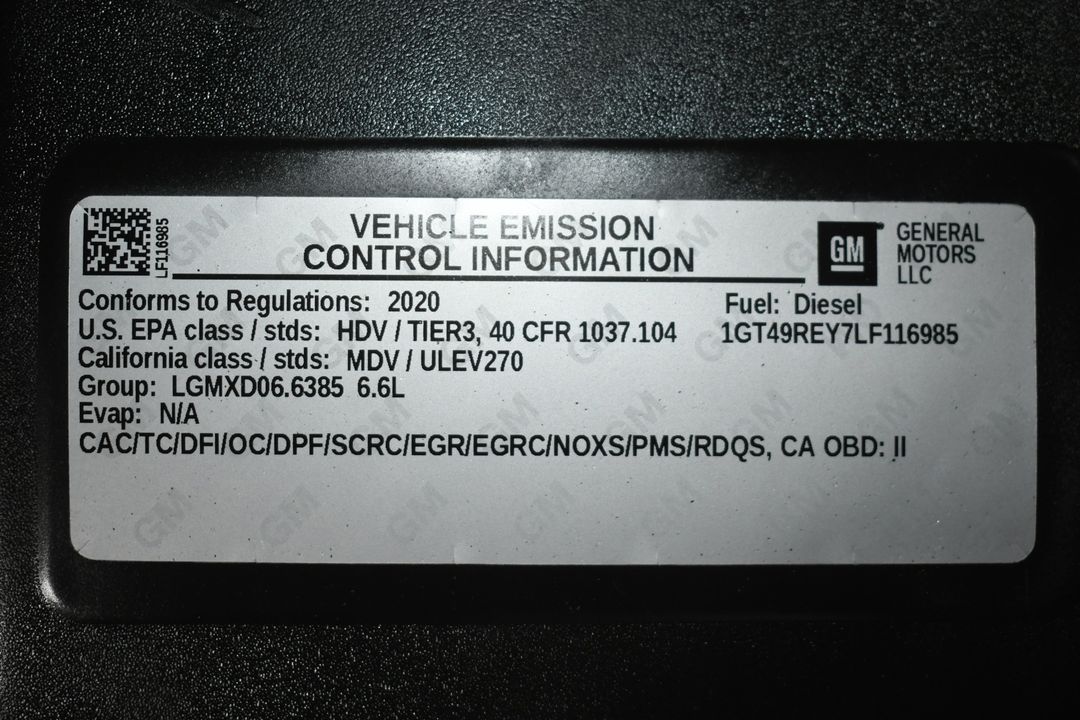 LF116985
VEHICLE EMISSION
CONTROL INFORMATION
GM
GENERAL
MOTORS
LLC
Conforms to Regulations: 2020
Fuel: Diesel
U.S. EPA class / stds: HDV / TIER3, 40 CFR 1037.104
1GT49REY7LF116985
California class / stds: MDV / ULEV270
Group: LGMXD06.6385 6.6L
Evap: N/A
CAC/TC/DFI/OC/DPF/SCRC/EGR/EGRC/NOXS/PMS/RDQS, CA OBD: II